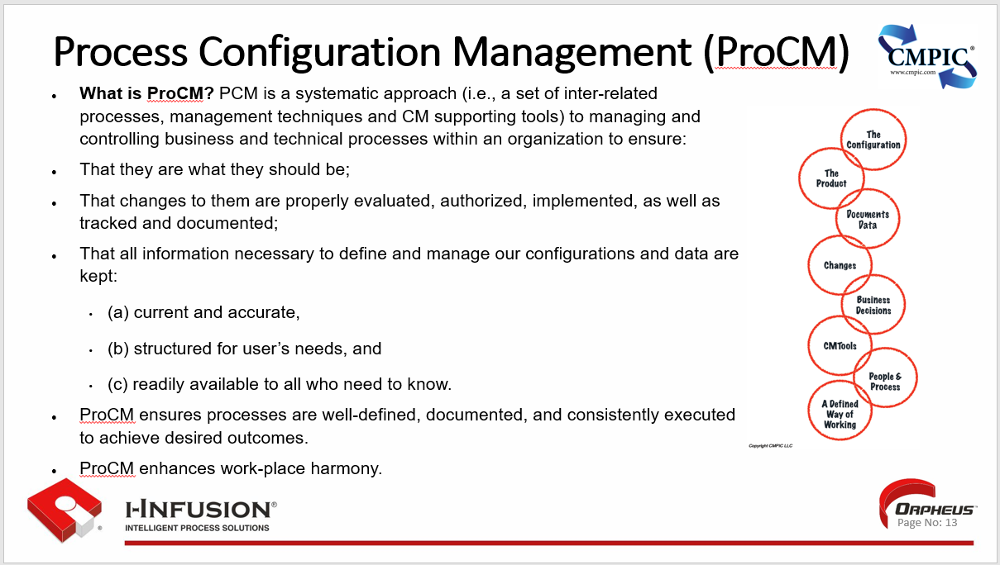 Process Configuration Management (ProCM)
CMPIC®
www.cmpic.com
• What is ProCM? PCM is a systematic approach (i.e., a set of inter-related
processes, management techniques and CM supporting tools) to managing and
controlling business and technical processes within an organization to ensure:
• That they are what they should be;
• That changes to them are properly evaluated, authorized, implemented, as well as
tracked and documented;
• That all information necessary to define and manage our configurations and data are
kept:
• (a) current and accurate,
• (b) structured for user’s needs, and
• (c) readily available to all who need to know.
• ProCM ensures processes are well-defined, documented, and consistently executed
to achieve desired outcomes.
• ProCM enhances work-place harmony.
The
Configuration
The
Product
Documents
Data
Changes
Business
Decisions
CMTools
People &
Process
A Defined
Way of
Working
Copyright CMPIC LLC
®
I-INFUSION®
INTELLIGENT PROCESS SOLUTIONS
ORPHEUS™
Page No: 13